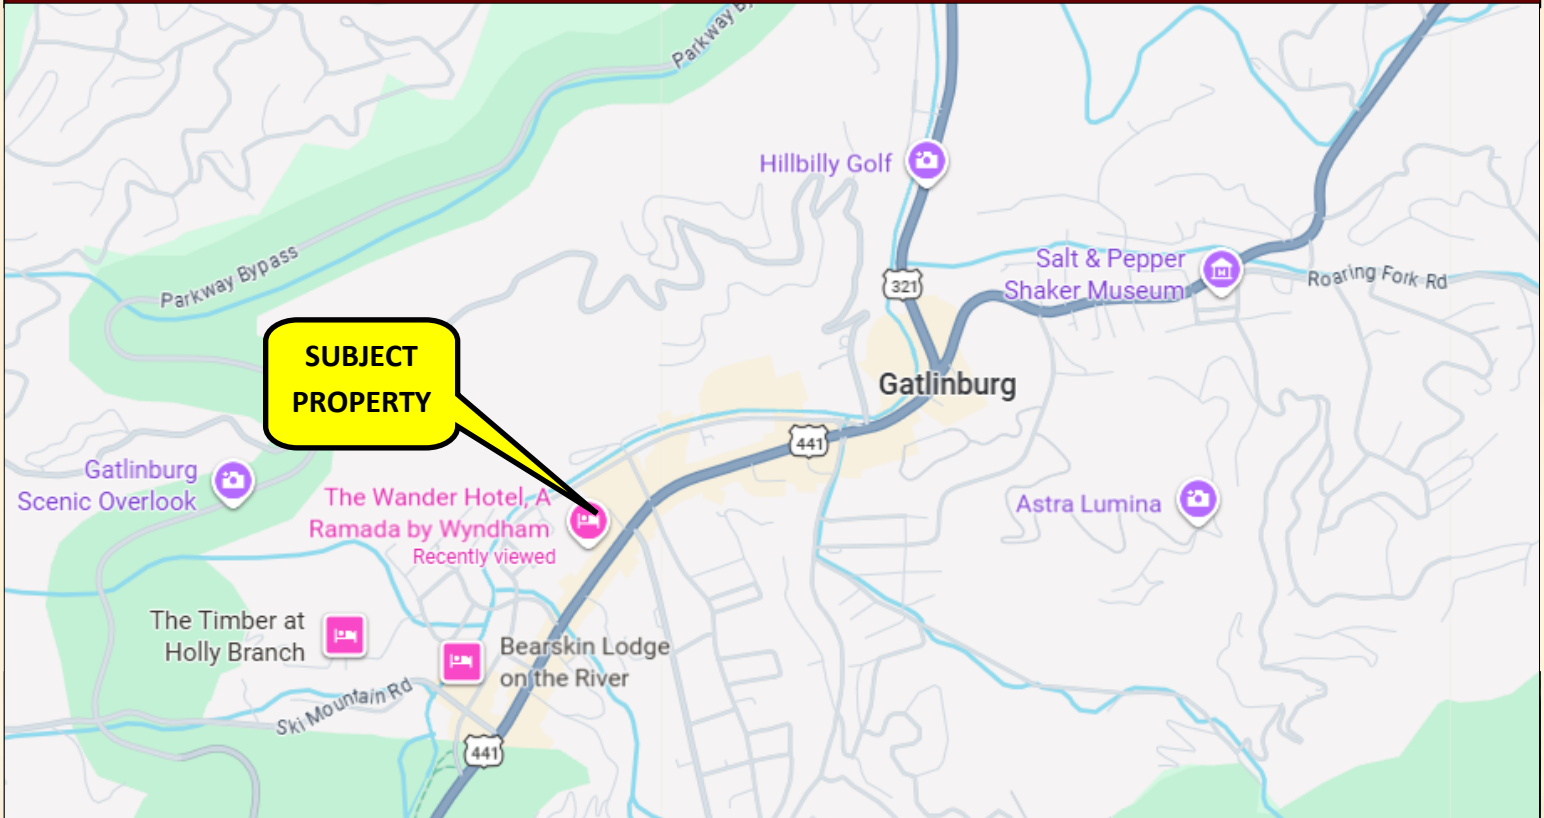 Parkway By
Hillbilly Golf
Salt & Pepper
Shaker Museum
Roaring Fork Rd
321
Parkway Bypass
SUBJECT
PROPERTY
Gatlinburg
441
Gatlinburg
Scenic Overlook
The Wander Hotel, A
Ramada by Wyndham
Recently viewed
Astra Lumina
The Timber at
Holly Branch
Bearskin Lodge
on the River
Ski Mountain Rd
441